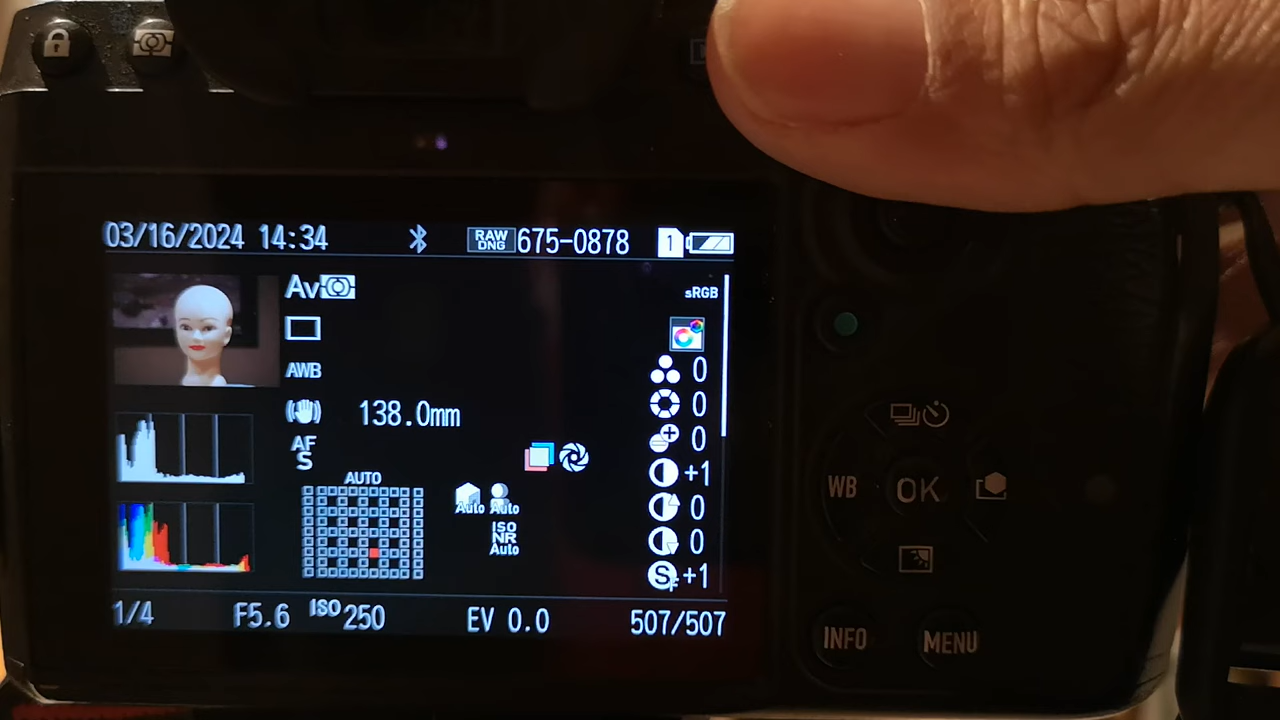 03/16/2024 14:34 RAW DNG 675-0878 1
Av sRGB
AWB 0
138.0mm 0
AF S 0
AUTO +1
Auto Auto 0
ISO NR Auto 0
S +1
1/4 F5.6 ISO 250 EV 0.0 507/507
WB OK
INFO MENU